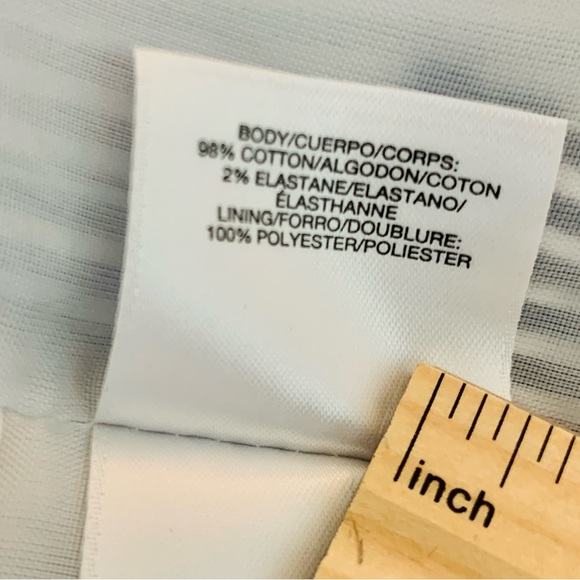 BODY/CUERPO/CORPS:
98% COTTON/ALGODON/COTON
2% ELASTANE/ELASTANO/
ÉLASTHANNE
LINING/FORRO/DOUBLURE:
100% POLYESTER/POLIESTER
inch